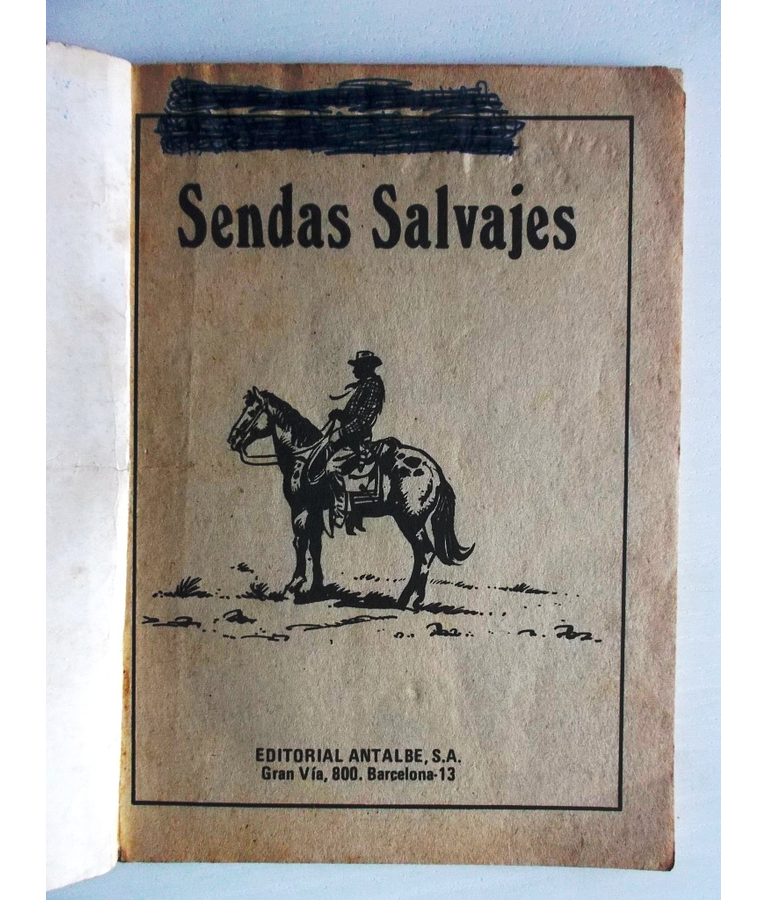 Sendas Salvajes
EDITORIAL ANTALBE, S.A.
Gran Vía, 800. Barcelona-13